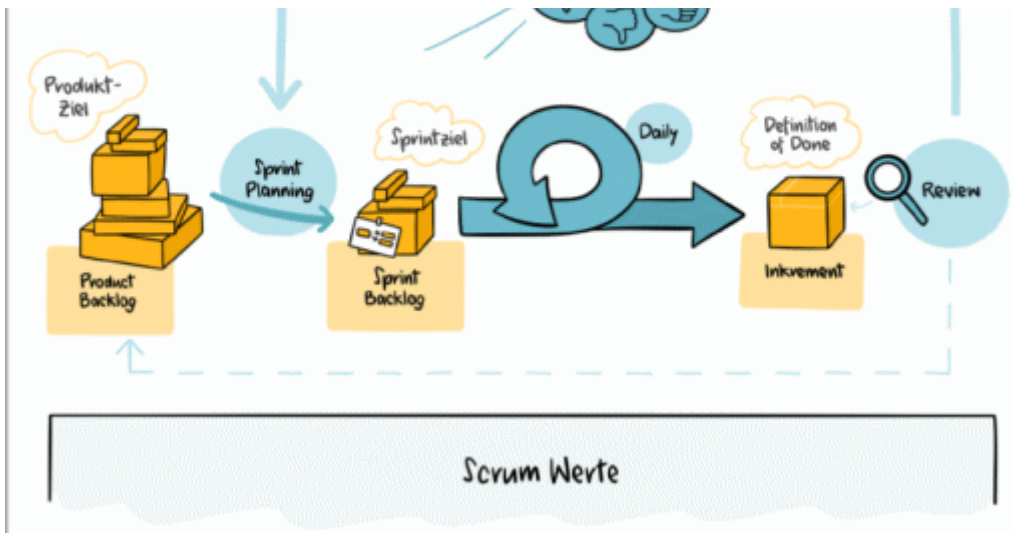 Produkt-
Ziel
Sprint
Planning
Sprintziel
Daily
Definition
of Done
Review
Product
Backlog
Sprint
Backlog
Inkrement
Scrum Werte